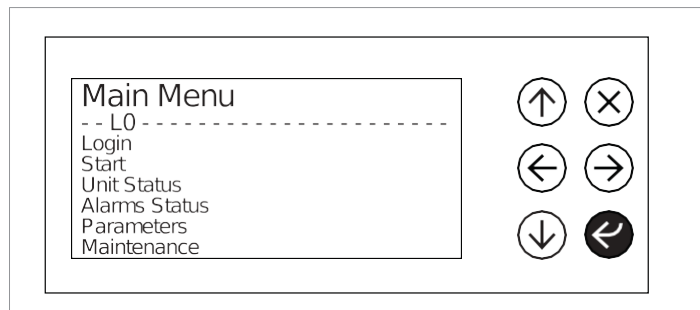 Main Menu
- - L0 - - - - - - - - - - - - - - - - - - - - - -
Login
Start
Unit Status
Alarms Status
Parameters
Maintenance